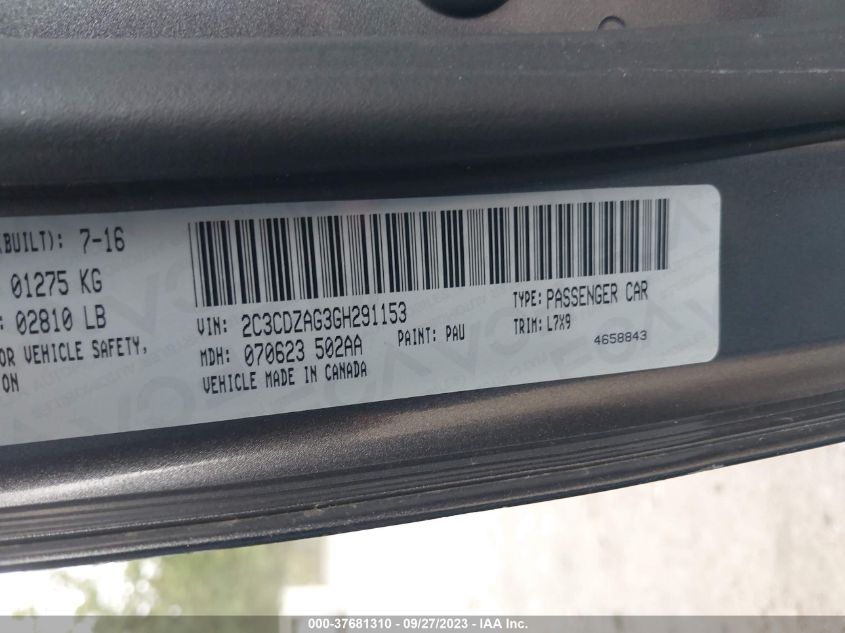 (BUILT): 7-16
01275 KG
02810 LB
OR VEHICLE SAFETY,
ON
VIN: 2C3CDZAG3GH291153
TYPE: PASSENGER CAR
MDH: 070623 502AA
PAINT: PAU
TRIM: L7X9
VEHICLE MADE IN CANADA
4658843
000-37681310 - 09/27/2023 - IAA Inc.